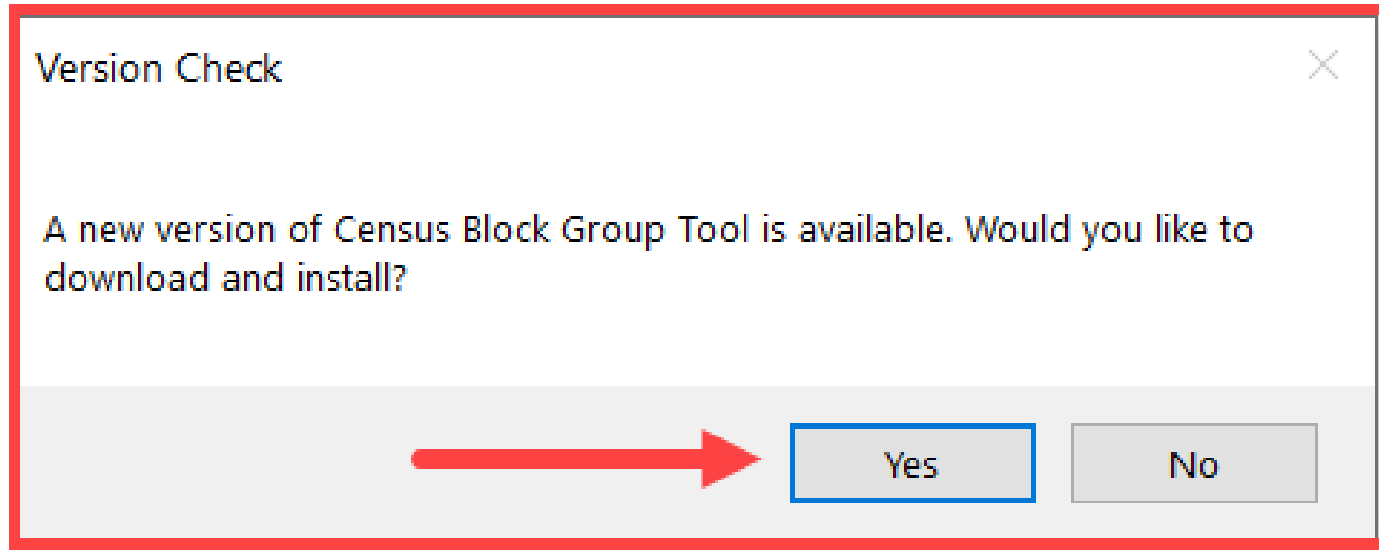 Version Check
A new version of Census Block Group Tool is available. Would you like to
download and install?
Yes
No